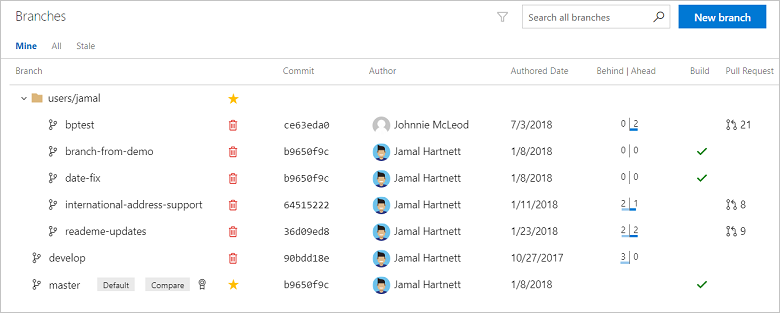 Branches
Search all branches
New branch
Mine All Stale
Branch Commit Author Authored Date Behind | Ahead Build Pull Request
users/jamal
bptest ce63eda0 Johnnie McLeod 7/3/2018 0 | 2 21
branch-from-demo b9650f9c Jamal Hartnett 1/8/2018 0 | 0
date-fix b9650f9c Jamal Hartnett 1/8/2018 0 | 0
international-address-support 64515222 Jamal Hartnett 1/11/2018 2 | 1 8
reademe-updates 36d09ed8 Jamal Hartnett 1/23/2018 2 | 2 9
develop 90bdd18e Jamal Hartnett 10/27/2017 3 | 0
master Default Compare b9650f9c Jamal Hartnett 1/8/2018